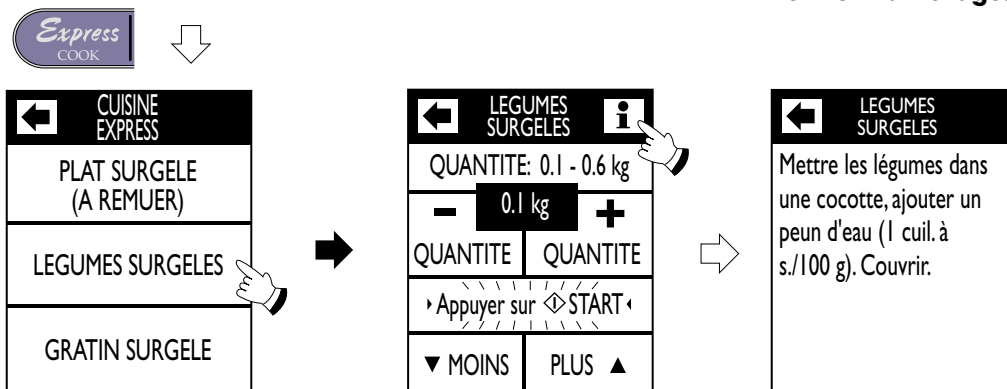 Express
COOK
CUISINE
EXPRESS
PLAT SURGELE
(A REMUER)
LEGUMES SURGELES
GRATIN SURGELE
LEGUMES
SURGELES
i
QUANTITE: 0.1 - 0.6 kg
0.1 kg
− +
QUANTITE QUANTITE
Appuyer sur START
▼ MOINS PLUS ▲
LEGUMES
SURGELES
Mettre les légumes dans
une cocotte, ajouter un
peun d'eau (1 cuil. à
s./100 g). Couvrir.